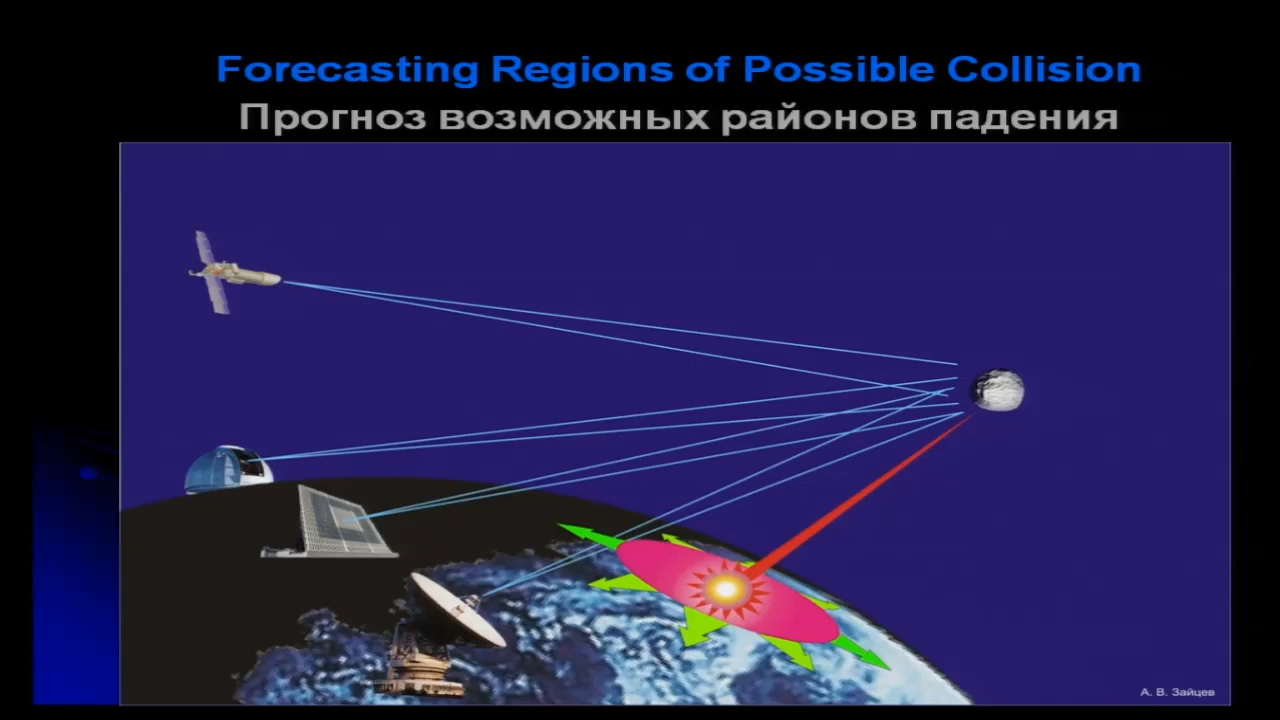 Forecasting Regions of Possible Collision
Прогноз возможных районов падения
А. В. Зайцев